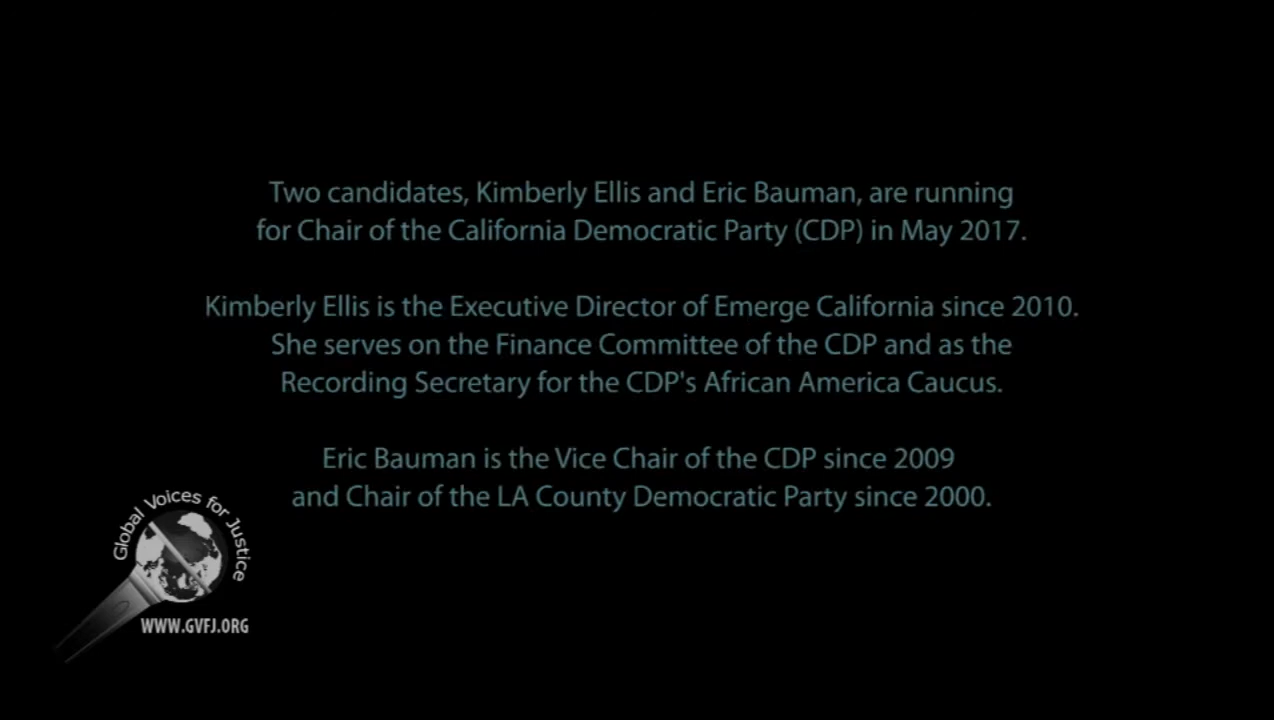 Two candidates, Kimberly Ellis and Eric Bauman, are running
for Chair of the California Democratic Party (CDP) in May 2017.
Kimberly Ellis is the Executive Director of Emerge California since 2010.
She serves on the Finance Committee of the CDP and as the
Recording Secretary for the CDP's African America Caucus.
Eric Bauman is the Vice Chair of the CDP since 2009
and Chair of the LA County Democratic Party since 2000.
Global Voices for Justice
WWW.GVFJ.ORG